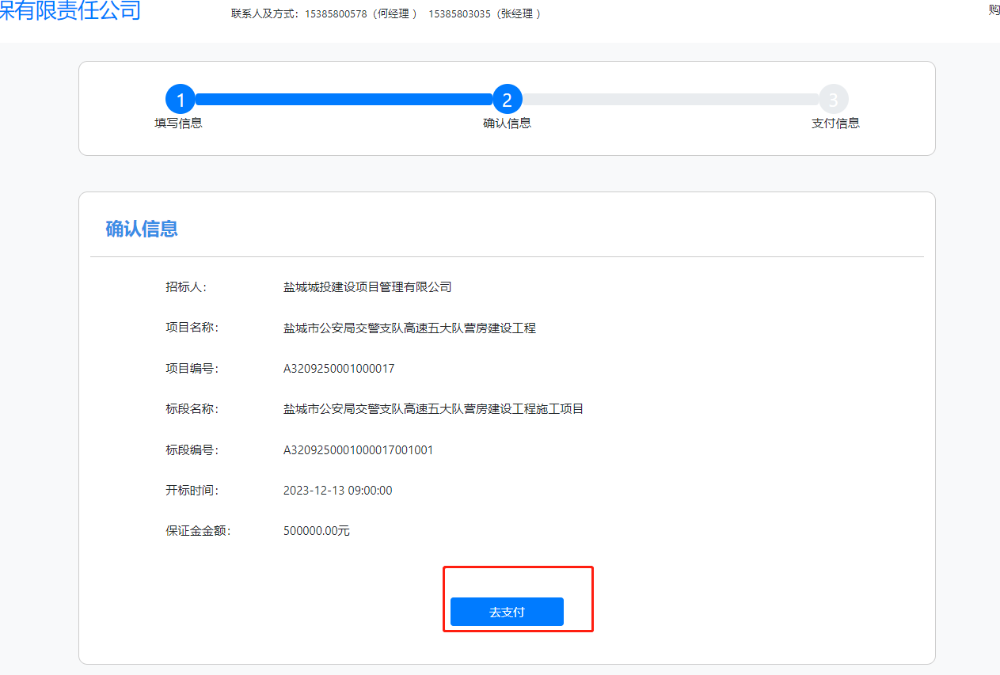 保有限责任公司
联系人及方式：15385800578（何经理 ） 15385803035（张经理 ）
购
1
2
3
填写信息
确认信息
支付信息
确认信息
招标人： 盐城城投建设项目管理有限公司
项目名称： 盐城市公安局交警支队高速五大队营房建设工程
项目编号： A3209250001000017
标段名称： 盐城市公安局交警支队高速五大队营房建设工程施工项目
标段编号： A3209250001000017001001
开标时间： 2023-12-13 09:00:00
保证金金额： 500000.00元
去支付